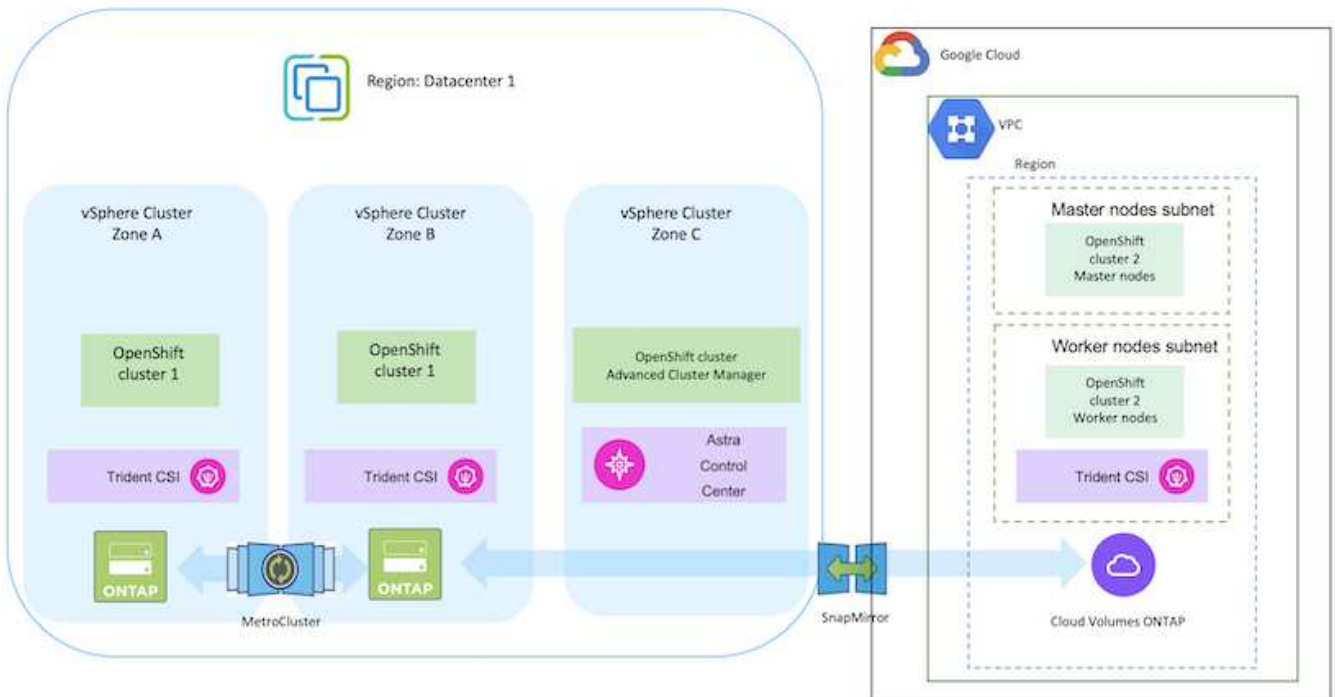 Region: Datacenter 1
vSphere Cluster
Zone A
OpenShift
cluster 1
Trident CSI
ONTAP
MetroCluster
vSphere Cluster
Zone B
OpenShift
cluster 1
Trident CSI
ONTAP
vSphere Cluster
Zone C
OpenShift cluster
Advanced Cluster Manager
Astra
Control
Center
SnapMirror
Google Cloud
VPC
Region
Master nodes subnet
OpenShift
cluster 2
Master nodes
Worker nodes subnet
OpenShift
cluster 2
Worker nodes
Trident CSI
Cloud Volumes ONTAP